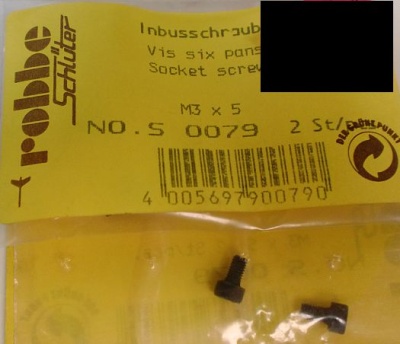 robbe
Schlüter
Vis six pans
Socket screw
M3 x 5
NO. S 0079 2 St/
DER GRÜNE PUNKT
4 005697 900790